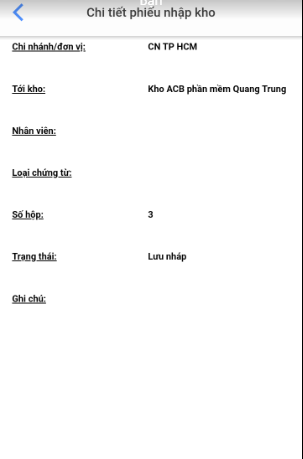 bạn
Chi tiết phiếu nhập kho
Chi nhánh/đơn vị: CN TP HCM
Tới kho: Kho ACB phần mềm Quang Trung
Nhân viên:
Loại chứng từ:
Số hộp: 3
Trạng thái: Lưu nháp
Ghi chú: